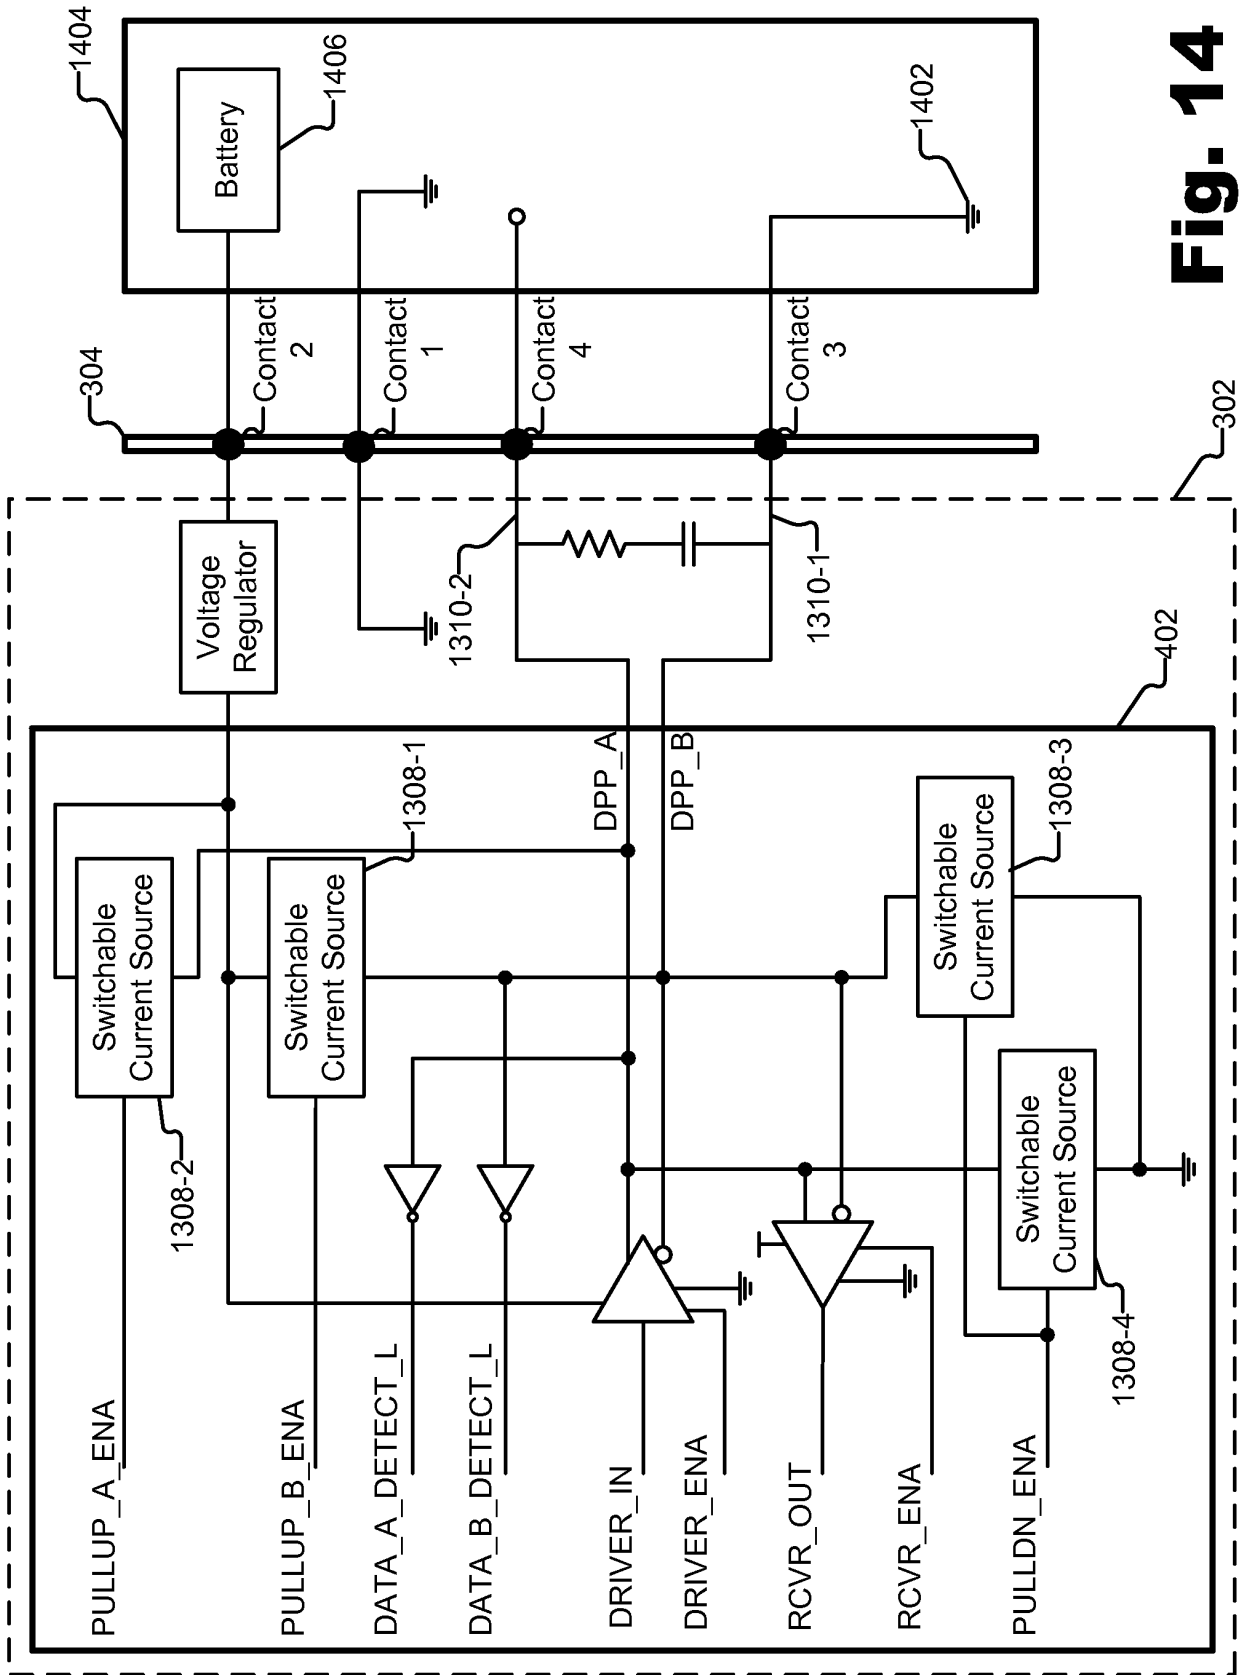 1404
Battery
1406
1402
304
Contact
2
Contact
1
Contact
4
Contact
3
302
Voltage
Regulator
1310-2
1310-1
402
DPP_A
DPP_B
Switchable
Current Source
1308-2
Switchable
Current Source
1308-1
Switchable
Current Source
1308-3
Switchable
Current Source
1308-4
PULLUP_A_ENA
PULLUP_B_ENA
DATA_A_DETECT_L
DATA_B_DETECT_L
DRIVER_IN
DRIVER_ENA
RCVR_OUT
RCVR_ENA
PULLDN_ENA
Fig. 14